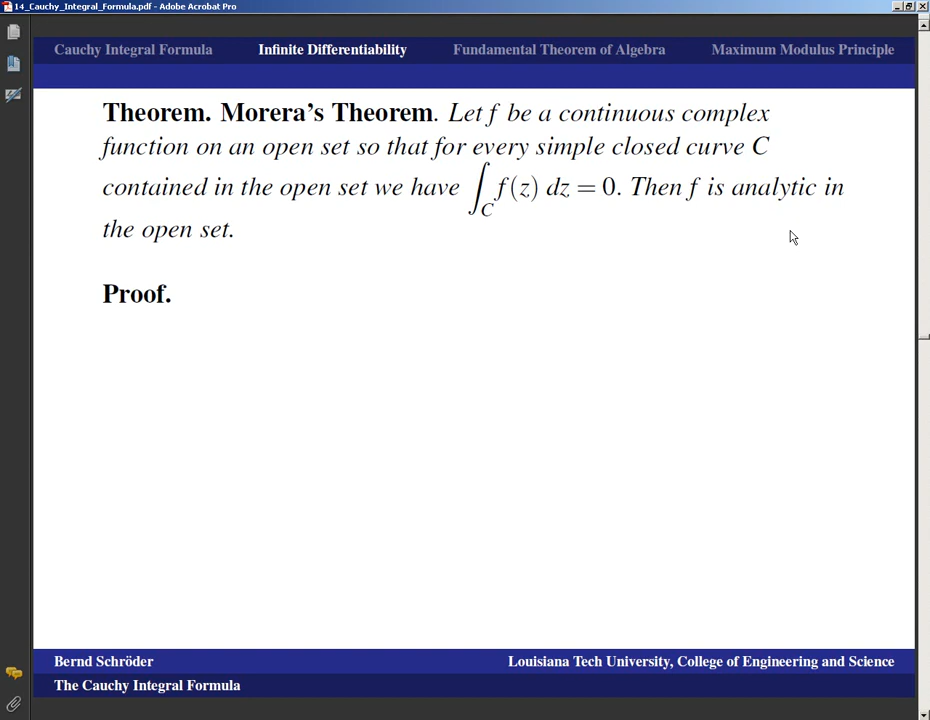 14_Cauchy_Integral_Formula.pdf - Adobe Acrobat Pro
Cauchy Integral Formula Infinite Differentiability Fundamental Theorem of Algebra Maximum Modulus Principle
Theorem. Morera's Theorem. Let f be a continuous complex
function on an open set so that for every simple closed curve C
contained in the open set we have ∫_C f(z) dz = 0. Then f is analytic in
the open set.
Proof.
Bernd Schröder Louisiana Tech University, College of Engineering and Science
The Cauchy Integral Formula